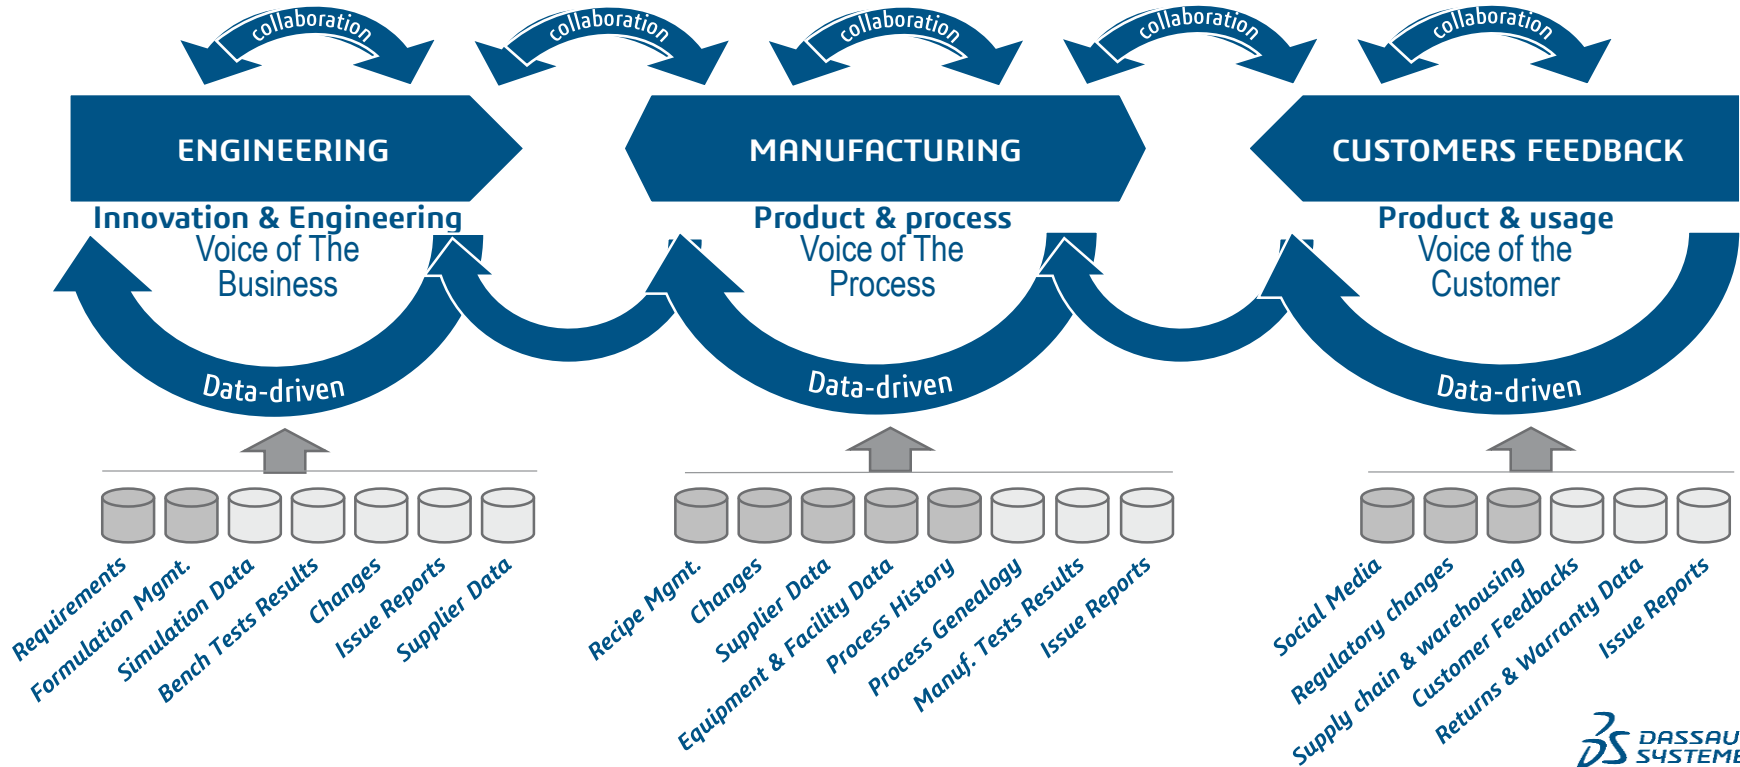 collaboration
collaboration
collaboration
collaboration
collaboration
ENGINEERING
MANUFACTURING
CUSTOMERS FEEDBACK
Innovation & Engineering
Voice of The
Business
Product & process
Voice of The
Process
Product & usage
Voice of the
Customer
Data-driven
Data-driven
Data-driven
Requirements
Formulation Mgmt.
Simulation Data
Bench Tests Results
Changes
Issue Reports
Supplier Data
Recipe Mgmt.
Changes
Supplier Data
Equipment & Facility Data
Process History
Process Genealogy
Manuf. Tests Results
Issue Reports
Social Media
Regulatory changes
Supply chain & warehousing
Customer Feedbacks
Returns & Warranty Data
Issue Reports
3DS DASSAU
SYSTEME